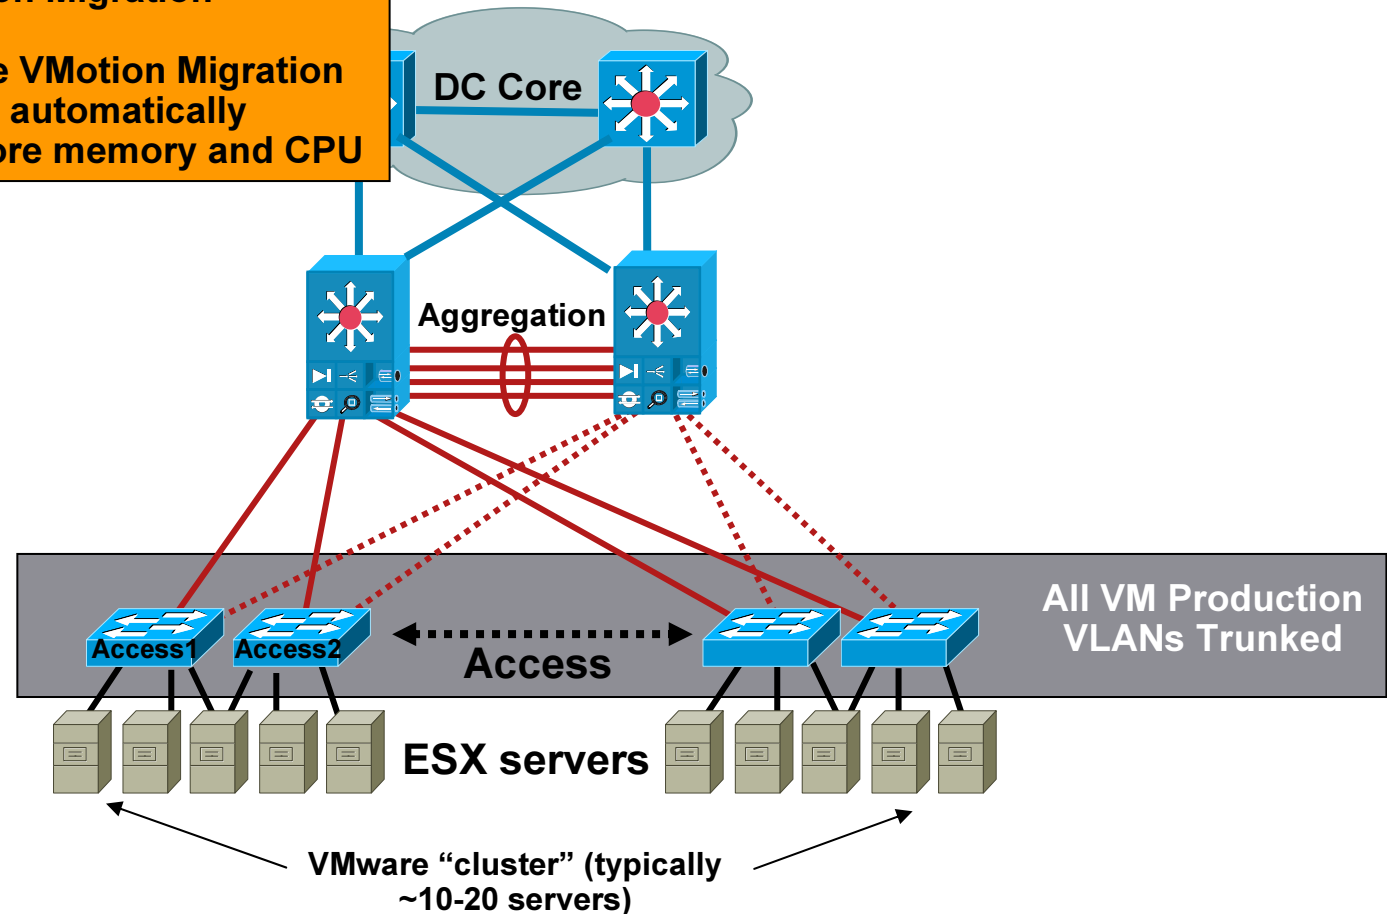 Migration
VMotion Migration
automatically
memory and CPU
DC Core
Aggregation
All VM Production
VLANs Trunked
Access1
Access2
Access
ESX servers
VMware “cluster” (typically
~10-20 servers)